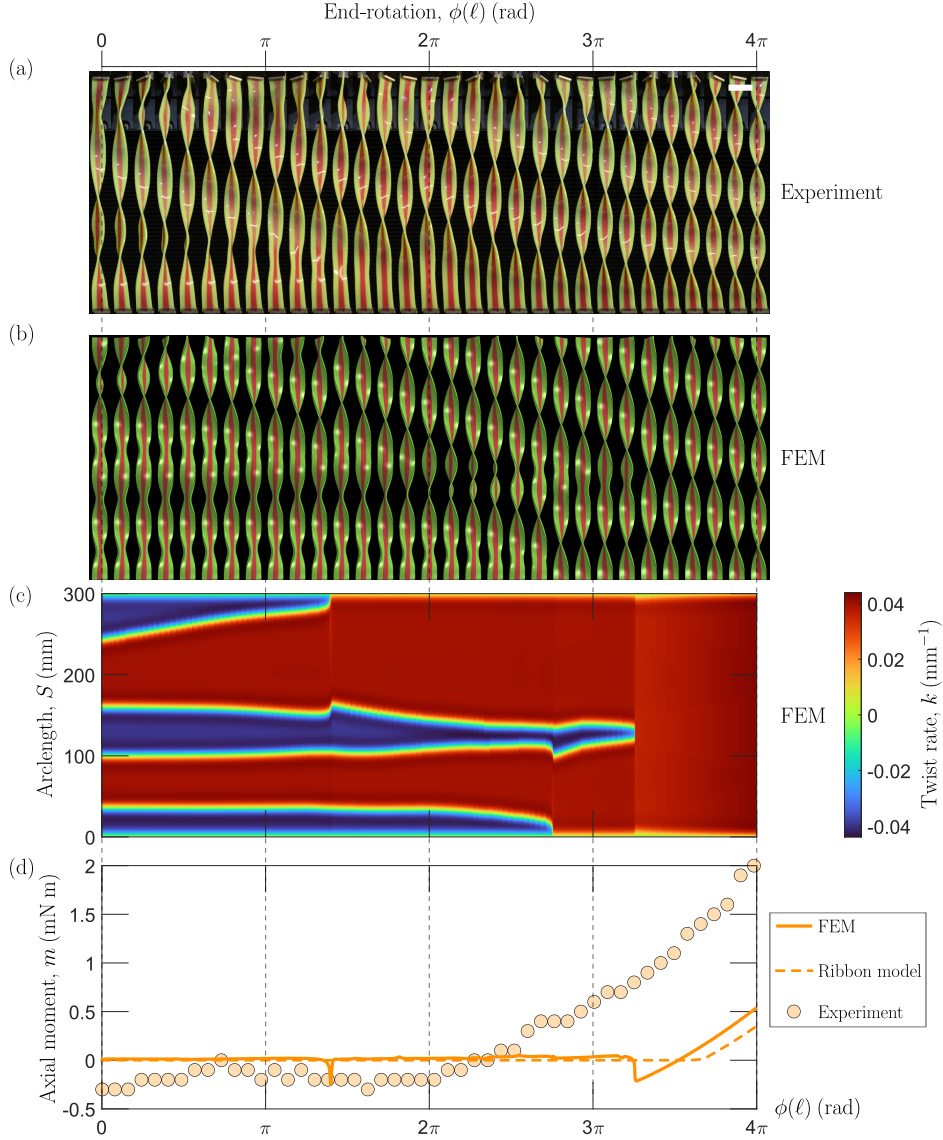 End-rotation, ϕ(ℓ) (rad)
0 π 2π 3π 4π
(a)
Experiment
(b)
FEM
(c)
300
200
100
0
Arclength, S (mm)
FEM
0.04
0.02
0
-0.02
-0.04
Twist rate, k (mm⁻¹)
(d)
2
1.5
1
0.5
0
-0.5
Axial moment, m (mN m)
FEM
Ribbon model
Experiment
0 π 2π 3π 4π
ϕ(ℓ) (rad)